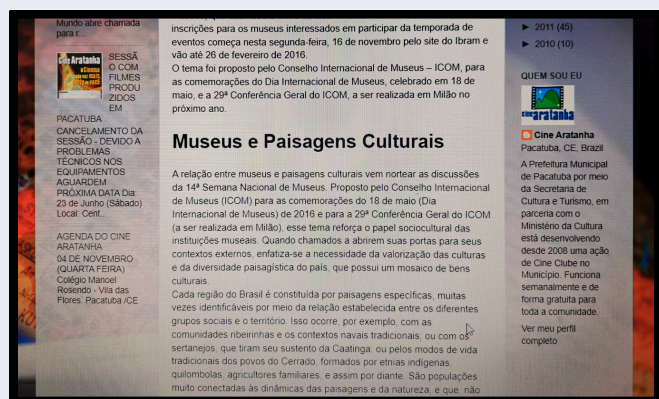 Mundo abre chamada
para r...
Cine Aratanha
SESSÃ
O COM
FILMES
PRODU
ZIDOS
EM
PACATUBA
CANCELAMENTO DA
SESSÃO - DEVIDO A
PROBLEMAS
TÉCNICOS NOS
EQUIPAMENTOS
AGUARDEM
PRÓXIMA DATA Dia:
23 de Junho (Sábado)
Local: Cent...
AGENDA DO CINE
ARATANHA
04 DE NOVEMBRO
(QUARTA FEIRA)
Colégio Manoel
Rosendo - Vila das
Flores. Pacatuba /CE
inscrições para os museus interessados em participar da temporada de
eventos começa nesta segunda-feira, 16 de novembro pelo site do Ibram e
vão até 26 de fevereiro de 2016.
O tema foi proposto pelo Conselho Internacional de Museus – ICOM, para
as comemorações do Dia Internacional de Museus, celebrado em 18 de
maio, e a 29ª Conferência Geral do ICOM, a ser realizada em Milão no
próximo ano.
Museus e Paisagens Culturais
A relação entre museus e paisagens culturais vem nortear as discussões
da 14ª Semana Nacional de Museus. Proposto pelo Conselho Internacional
de Museus (ICOM) para as comemorações do 18 de maio (Dia
Internacional de Museus) de 2016 e para a 29ª Conferência Geral do ICOM
(a ser realizada em Milão), esse tema reforça o papel sociocultural das
instituições museais. Quando chamados a abrirem suas portas para seus
contextos externos, enfatiza-se a necessidade da valorização das culturas
e da diversidade paisagística do país, que possui um mosaico de bens
culturais
Cada região do Brasil é constituída por paisagens específicas, muitas
vezes identificáveis por meio da relação estabelecida entre os diferentes
grupos sociais e o território. Isso ocorre, por exemplo, com as
comunidades ribeirinhas e os contextos navais tradicionais, ou com os
sertanejos, que tiram seu sustento da Caatinga; ou pelos modos de vida
tradicionais dos povos do Cerrado, formados por etnias indígenas,
quilombolas, agricultores familiares, e assim por diante. São populações
muito conectadas às dinâmicas das paisagens e da natureza, e que, não
► 2011 (45)
► 2010 (10)
QUEM SOU EU
cinearatanha
Cine Aratanha
Pacatuba, CE, Brazil
A Prefeitura Municipal
de Pacatuba por meio
da Secretaria de
Cultura e Turismo, em
parceria com o
Ministério da Cultura
está desenvolvendo
desde 2008 uma ação
de Cine Clube no
Município. Funciona
semanalmente e de
forma gratuita para
toda a comunidade.
Ver meu perfil
completo